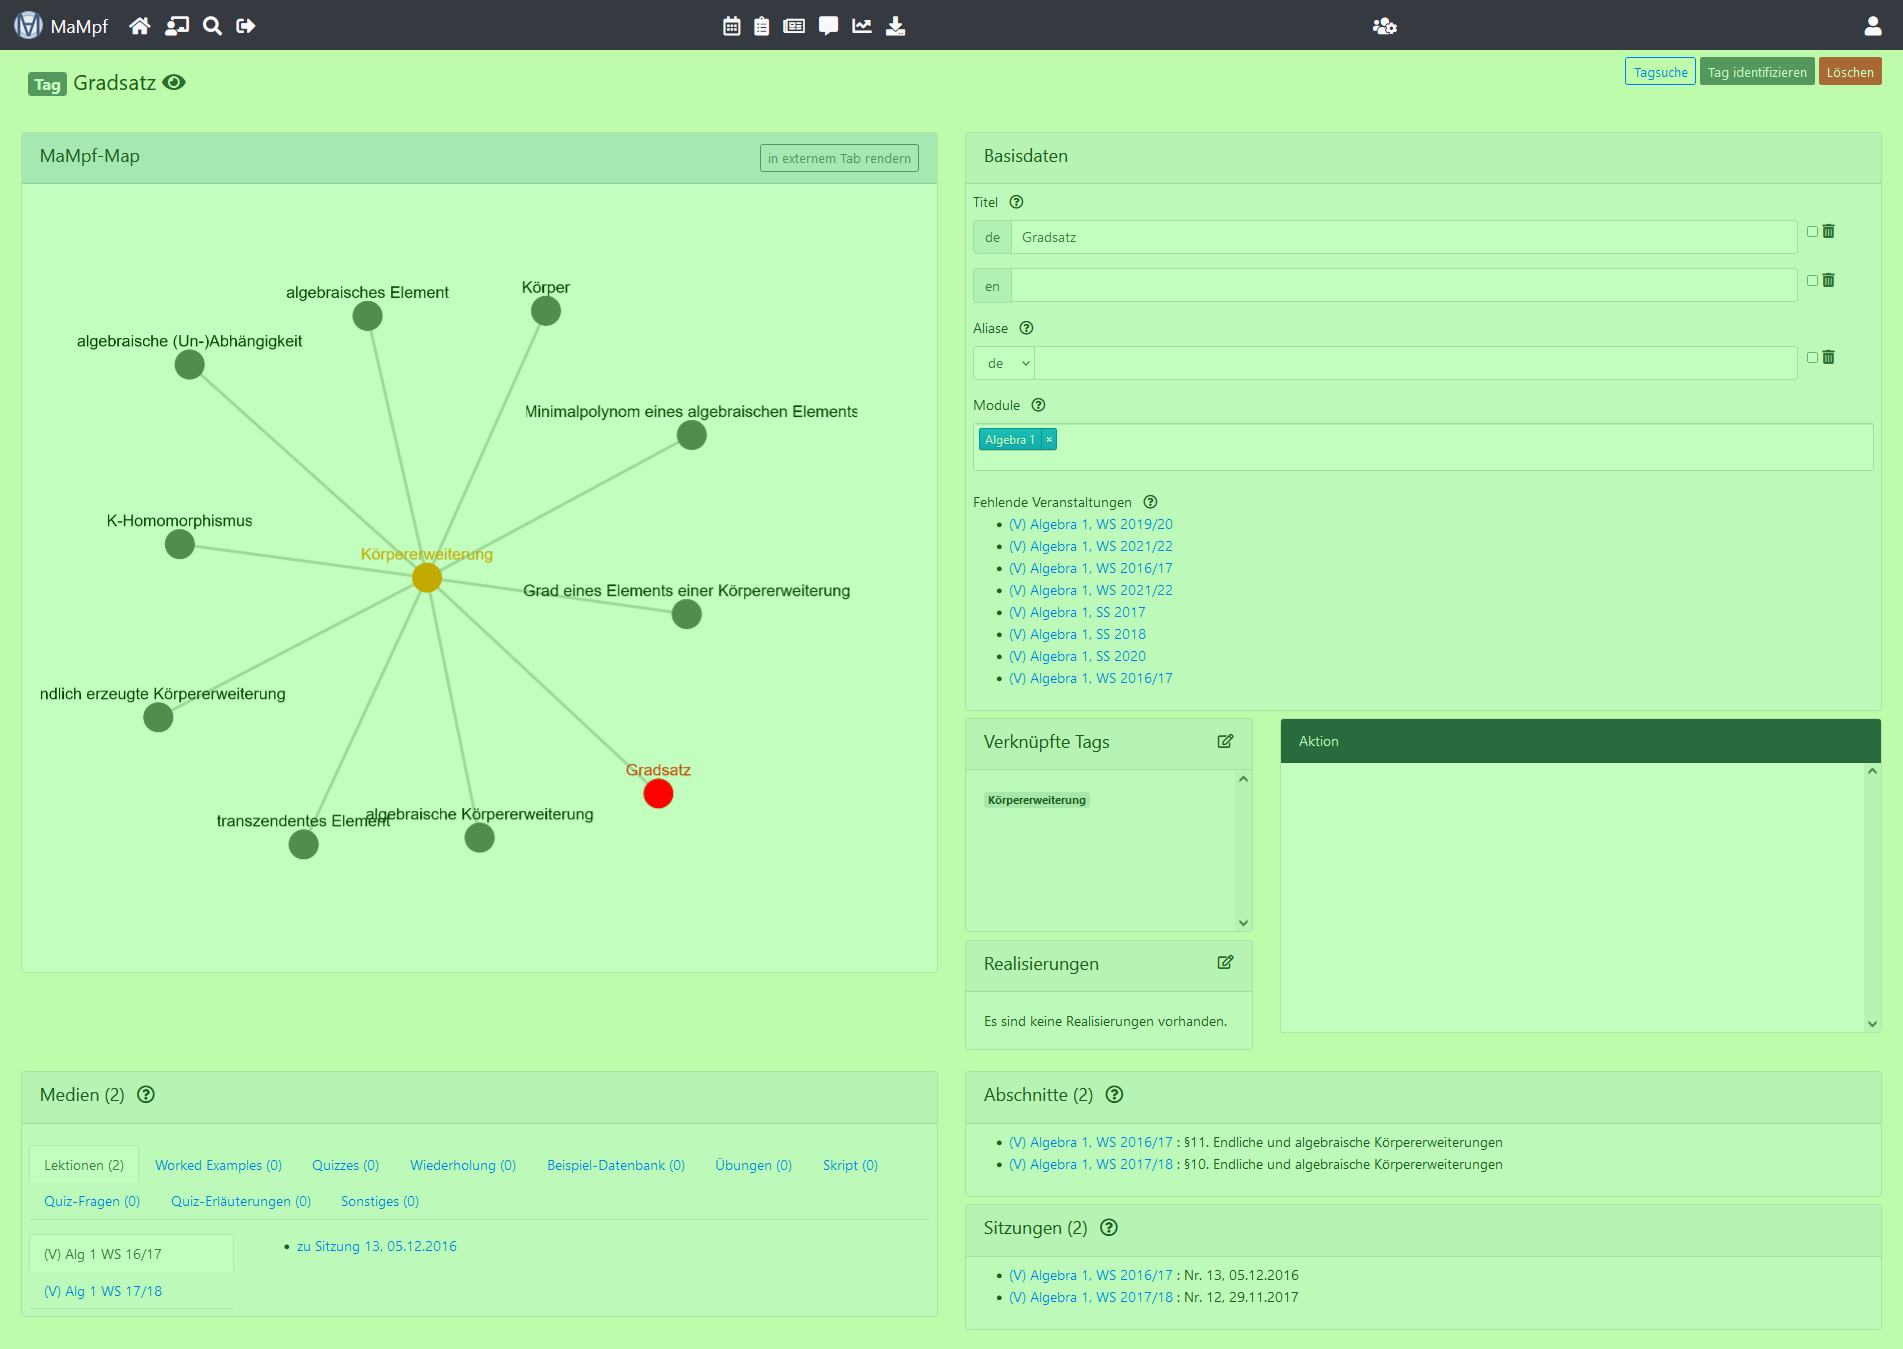 MaMpf
Tag Gradsatz
Tagsuche
Tag identifizieren
Löschen
MaMpf-Map
in externem Tab rendern
algebraisches Element
Körper
algebraische (Un-)Abhängigkeit
Minimalpolynom eines algebraischen Elements
K-Homomorphismus
Körpererweiterung
Grad eines Elements einer Körpererweiterung
ndlich erzeugte Körpererweiterung
Gradsatz
algebraische Körpererweiterung
transzendentes Element
Basisdaten
Titel
de Gradsatz
en
Aliase
de
Module
Algebra 1 ×
Fehlende Veranstaltungen
(V) Algebra 1, WS 2019/20
(V) Algebra 1, WS 2021/22
(V) Algebra 1, WS 2016/17
(V) Algebra 1, WS 2021/22
(V) Algebra 1, SS 2017
(V) Algebra 1, SS 2018
(V) Algebra 1, SS 2020
(V) Algebra 1, WS 2016/17
Verknüpfte Tags
Körpererweiterung
Aktion
Realisierungen
Es sind keine Realisierungen vorhanden.
Medien (2)
Lektionen (2) Worked Examples (0) Quizzes (0) Wiederholung (0) Beispiel-Datenbank (0) Übungen (0) Skript (0)
Quiz-Fragen (0) Quiz-Erläuterungen (0) Sonstiges (0)
(V) Alg 1 WS 16/17
(V) Alg 1 WS 17/18
zu Sitzung 13, 05.12.2016
Abschnitte (2)
(V) Algebra 1, WS 2016/17 : §11. Endliche und algebraische Körpererweiterungen
(V) Algebra 1, WS 2017/18 : §10. Endliche und algebraische Körpererweiterungen
Sitzungen (2)
(V) Algebra 1, WS 2016/17 : Nr. 13, 05.12.2016
(V) Algebra 1, WS 2017/18 : Nr. 12, 29.11.2017